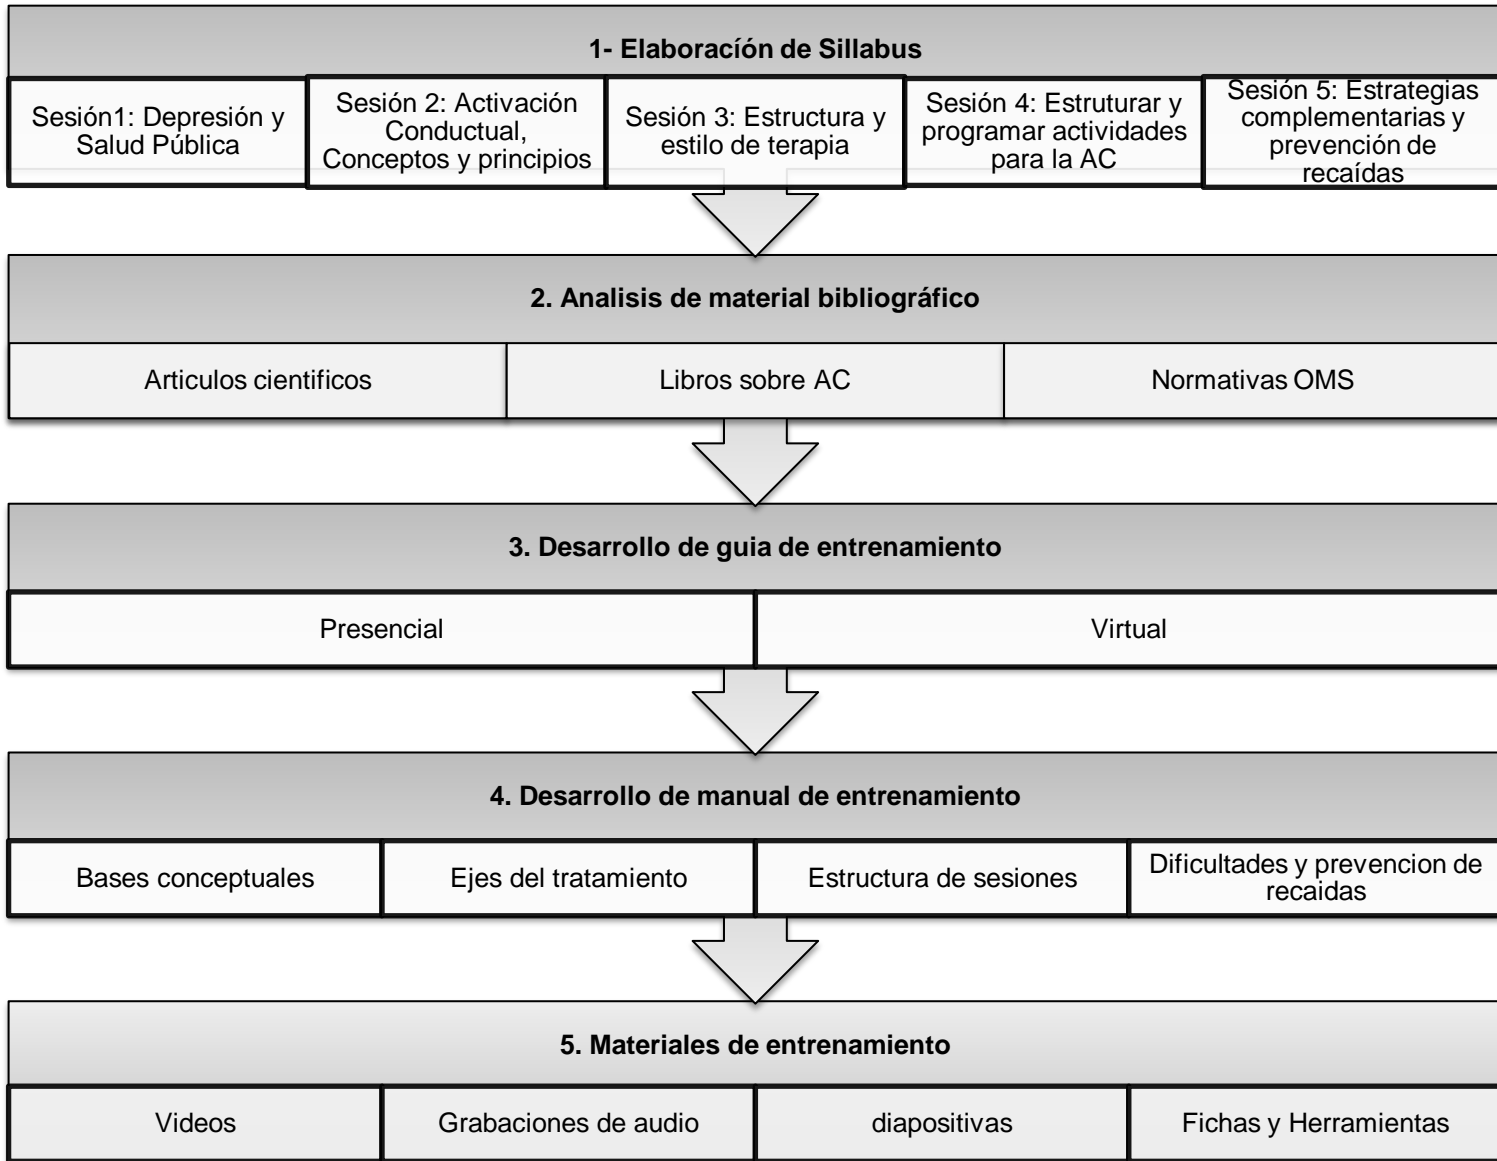 1- Elaboracíón de Sillabus
Sesión1: Depresión y
Salud Pública
Sesión 2: Activación
Conductual,
Conceptos y principios
Sesión 3: Estructura y
estilo de terapia
Sesión 4: Estruturar y
programar actividades
para la AC
Sesión 5: Estrategias
complementarias y
prevención de
recaídas
2. Analisis de material bibliográfico
Articulos cientificos
Libros sobre AC
Normativas OMS
3. Desarrollo de guia de entrenamiento
Presencial
Virtual
4. Desarrollo de manual de entrenamiento
Bases conceptuales
Ejes del tratamiento
Estructura de sesiones
Dificultades y prevencion de
recaidas
5. Materiales de entrenamiento
Videos
Grabaciones de audio
diapositivas
Fichas y Herramientas